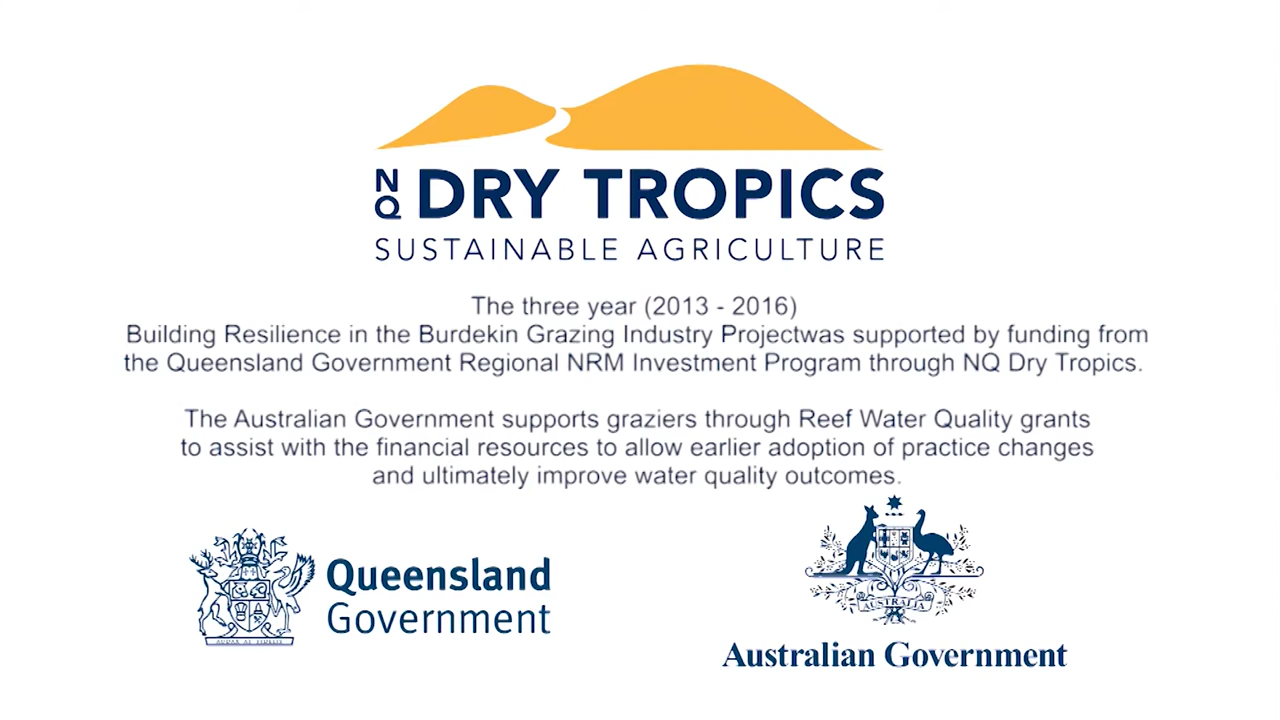 NQ DRY TROPICS
SUSTAINABLE AGRICULTURE
The three year (2013 - 2016)
Building Resilience in the Burdekin Grazing Industry Projectwas supported by funding from
the Queensland Government Regional NRM Investment Program through NQ Dry Tropics.
The Australian Government supports graziers through Reef Water Quality grants
to assist with the financial resources to allow earlier adoption of practice changes
and ultimately improve water quality outcomes.
AUDAX AT FIDELIS
Queensland
Government
AUSTRALIA
Australian Government